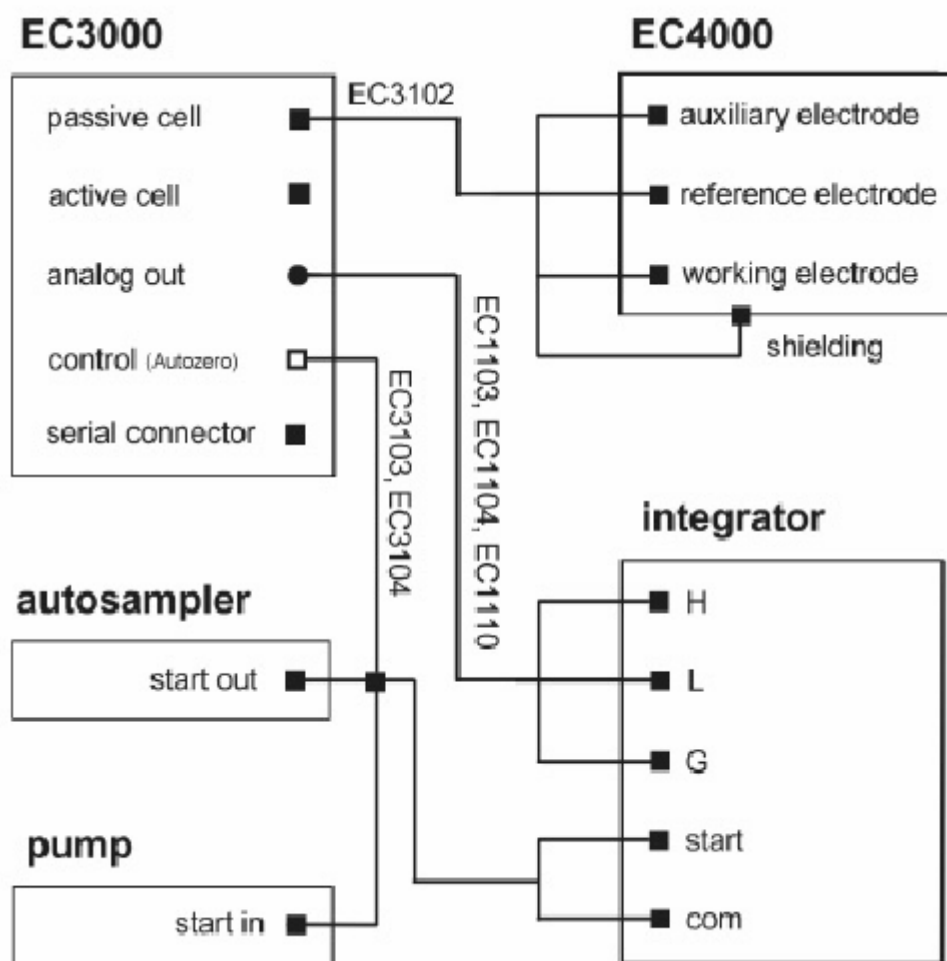 EC3000
passive cell
active cell
analog out
control (Autozero)
serial connector
EC3102
EC4000
auxiliary electrode
reference electrode
working electrode
shielding
EC3103, EC3104
EC1103, EC1104, EC1110
autosampler
start out
pump
start in
integrator
H
L
G
start
com